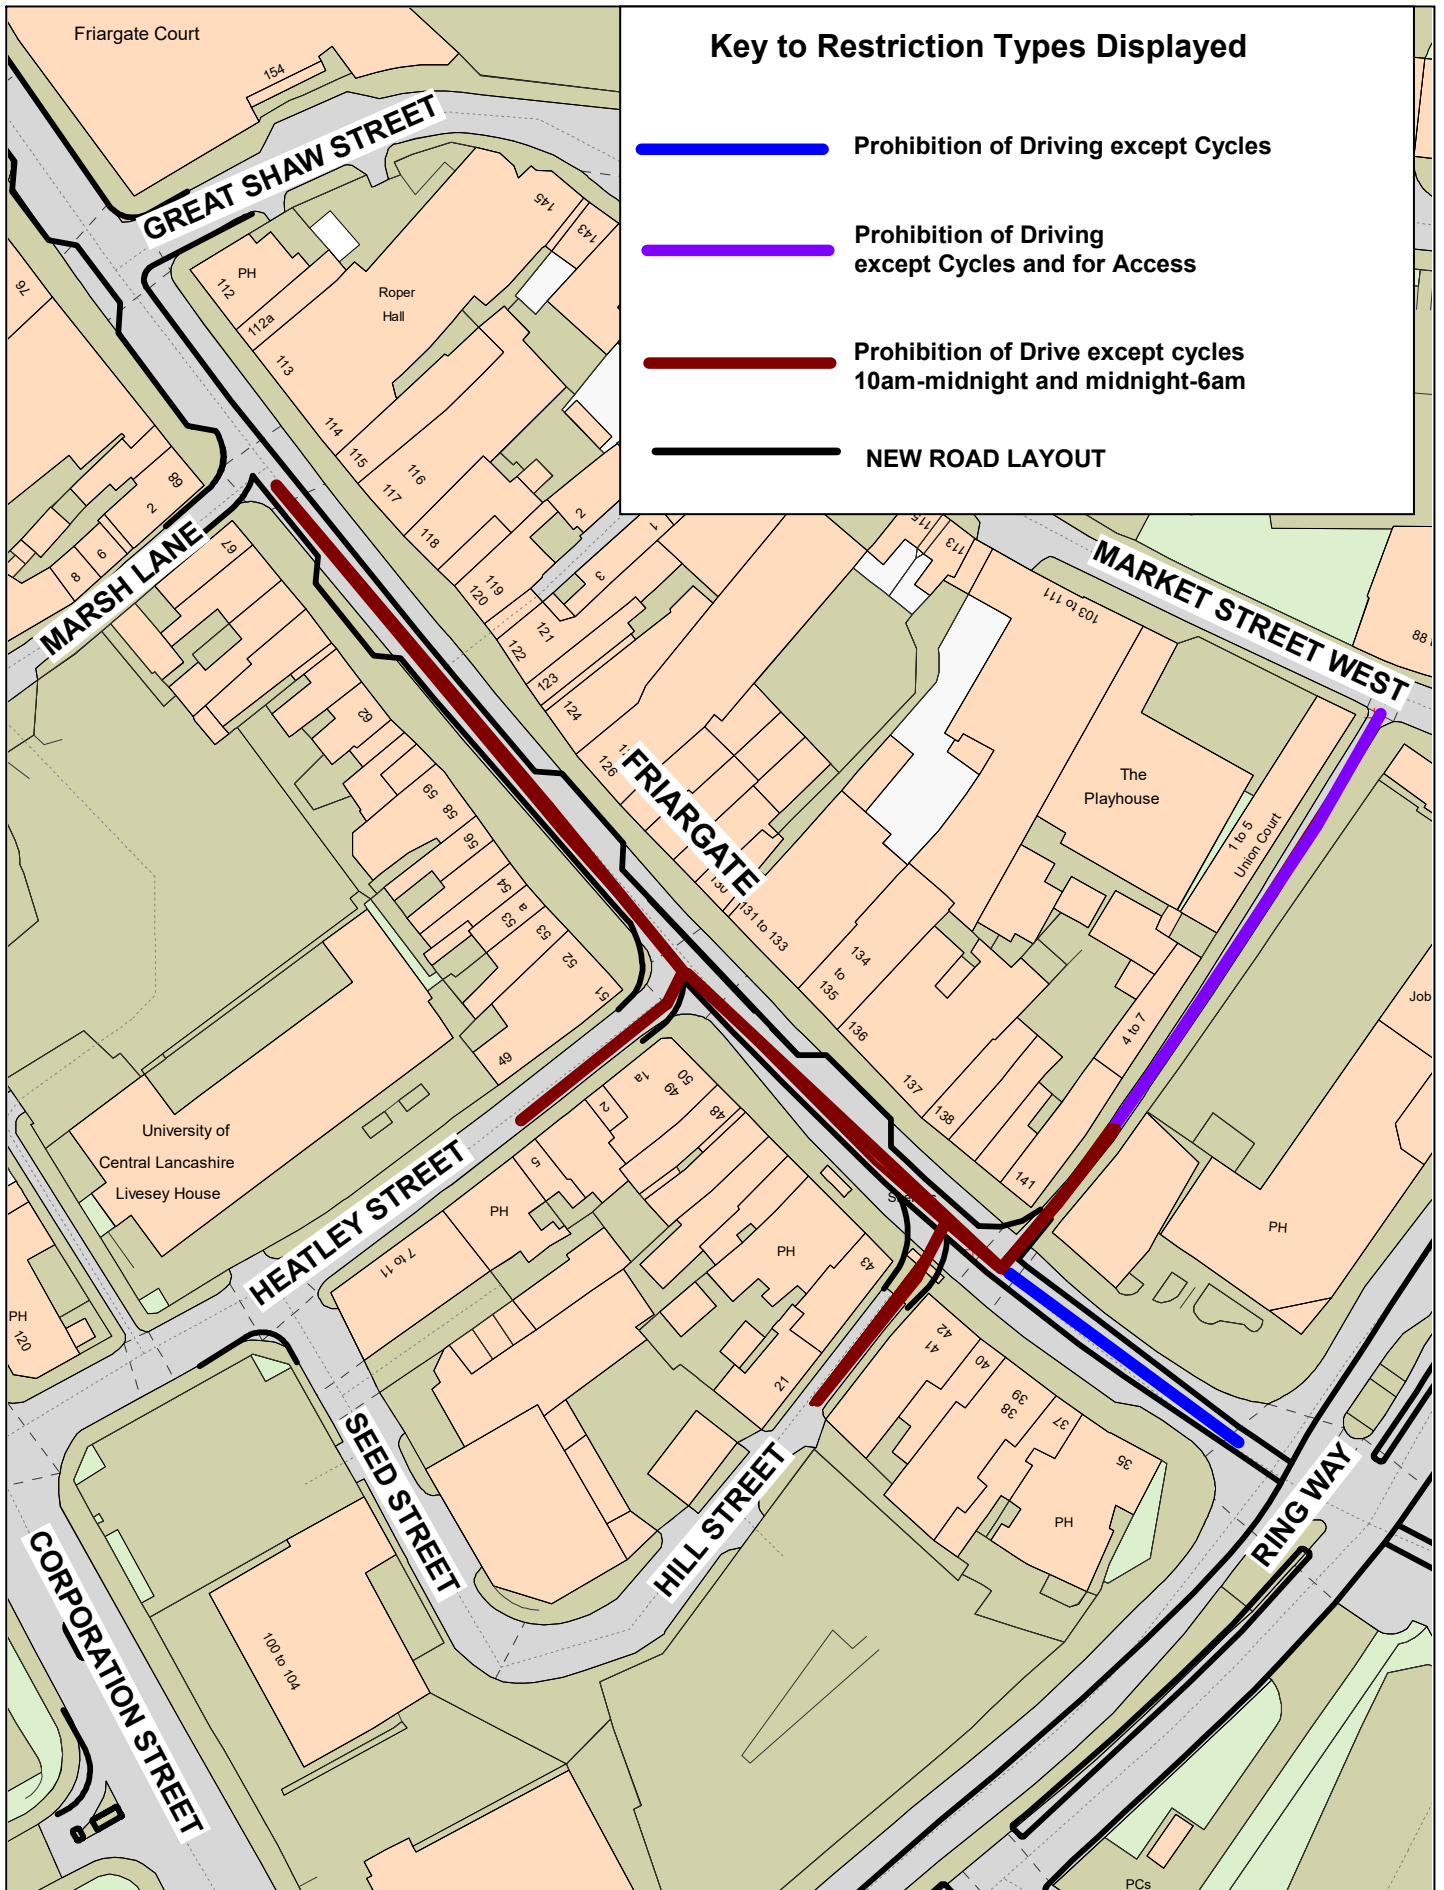 Key to Restriction Types Displayed
Prohibition of Driving except Cycles
Prohibition of Driving
except Cycles and for Access
Prohibition of Drive except cycles
10am-midnight and midnight-6am
NEW ROAD LAYOUT
Friargate Court
154
GREAT SHAW STREET
145
143
PH
112
112a
113
Roper
Hall
76
114
115
116
117
118
119
120
2
1
3
121
122
123
124
126
68
2
6
8
67
MARSH LANE
62
59
58
56
54
53
a
53
52
51
49
FRIARGATE
130
131 to 133
134
to
135
136
137
138
141
115
113
103 to 111
MARKET STREET WEST
88
The
Playhouse
1 to 5
Union Court
4 to 7
Job
PH
University of
Central Lancashire
Livesey House
HEATLEY STREET
1a
50
49
48
2
5
PH
7 to 11
PH
43
21
42
41
40
39
38
37
35
PH
PH
120
SEED STREET
HILL STREET
RING WAY
CORPORATION STREET
100 to 104
PCs